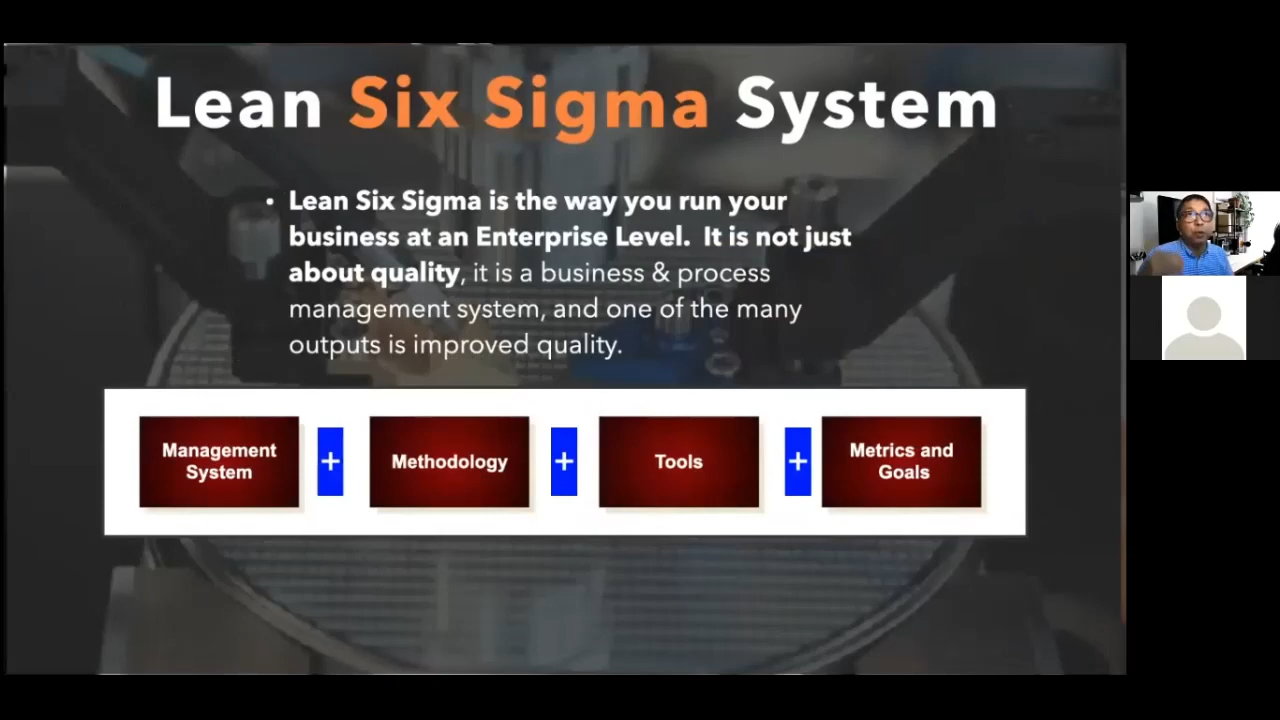 Lean Six Sigma System
• Lean Six Sigma is the way you run your
business at an Enterprise Level.  It is not just
about quality, it is a business & process
management system, and one of the many
outputs is improved quality.
Management
System
+
Methodology
+
Tools
+
Metrics and
Goals